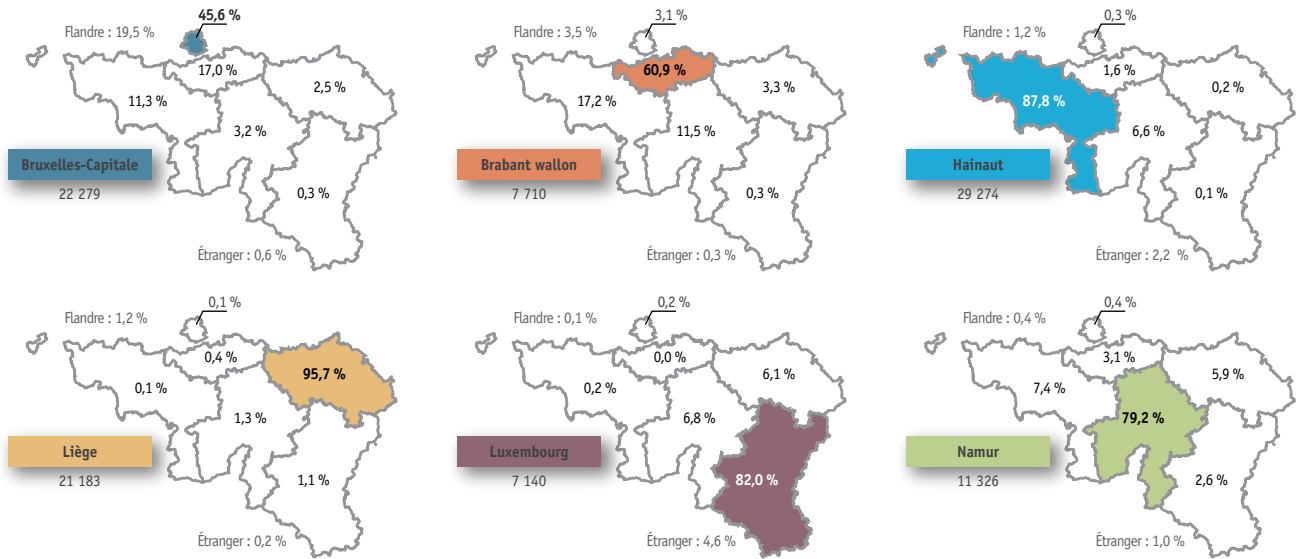 45,6 %
Flandre : 19,5 %
17,0 %
2,5 %
11,3 %
3,2 %
Bruxelles-Capitale
22 279
0,3 %
Étranger : 0,6 %
3,1 %
Flandre : 3,5 %
60,9 %
3,3 %
17,2 %
11,5 %
Brabant wallon
7 710
0,3 %
Étranger : 0,3 %
0,3 %
Flandre : 1,2 %
1,6 %
0,2 %
87,8 %
6,6 %
Hainaut
29 274
0,1 %
Étranger : 2,2 %
0,1 %
Flandre : 1,2 %
0,4 %
95,7 %
0,1 %
1,3 %
Liège
21 183
1,1 %
Étranger : 0,2 %
0,2 %
Flandre : 0,1 %
0,0 %
6,1 %
0,2 %
6,8 %
Luxembourg
7 140
82,0 %
Étranger : 4,6 %
0,4 %
Flandre : 0,4 %
3,1 %
5,9 %
7,4 %
79,2 %
Namur
11 326
2,6 %
Étranger : 1,0 %